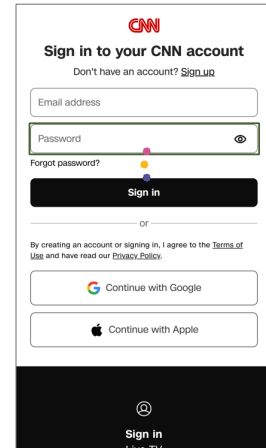 CNN
Sign in to your CNN account
Don't have an account? Sign up
Email address
Password
Forgot password?
Sign in
or
By creating an account or signing in, I agree to the Terms of
Use and have read our Privacy Policy.
Continue with Google
Continue with Apple
Sign in
Live TV